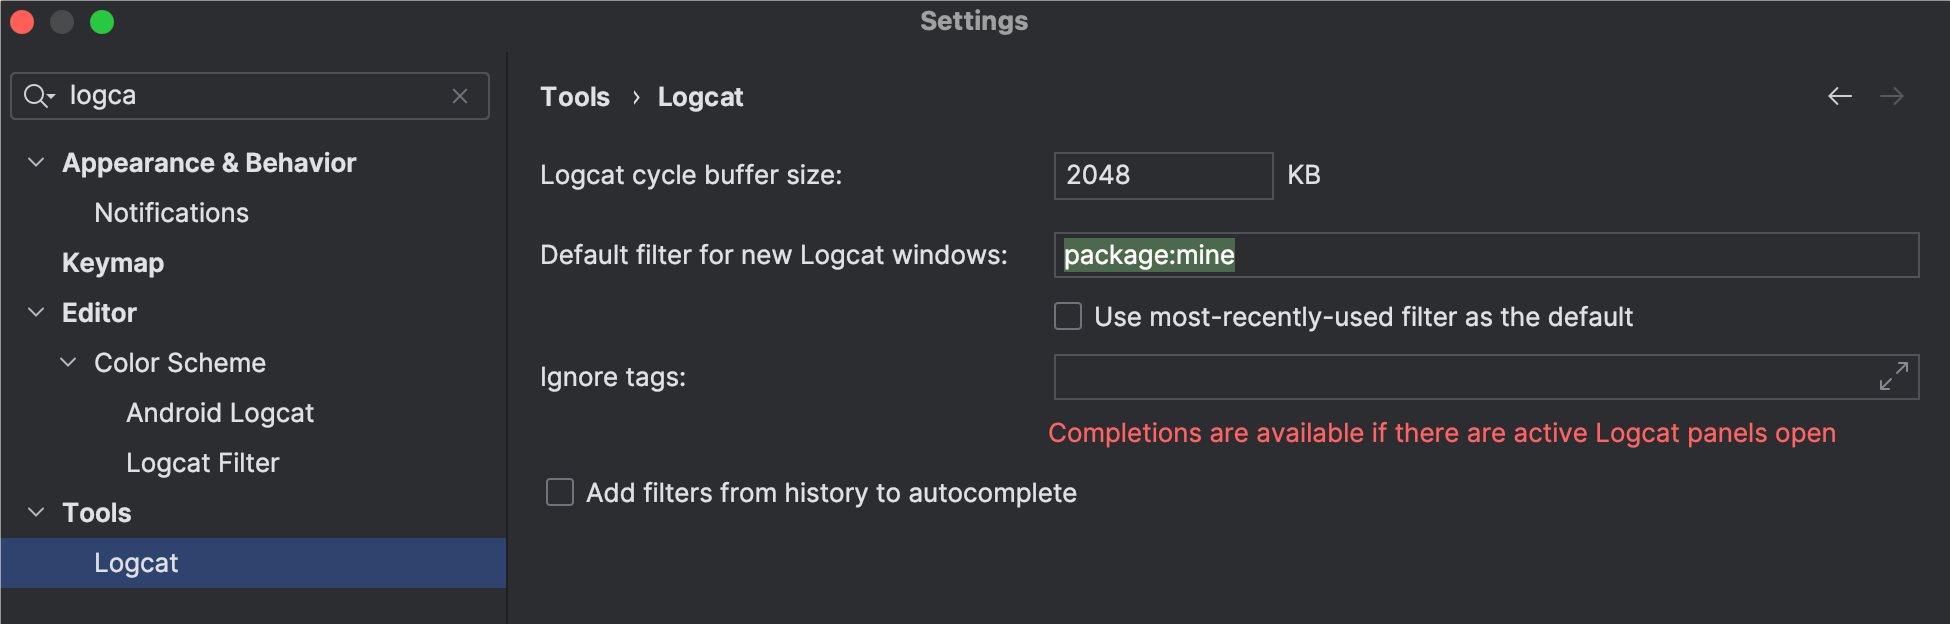 Settings
logca
Appearance & Behavior
Notifications
Keymap
Editor
Color Scheme
Android Logcat
Logcat Filter
Tools
Logcat
Tools › Logcat
Logcat cycle buffer size: 2048 KB
Default filter for new Logcat windows: package:mine
Use most-recently-used filter as the default
Ignore tags:
Completions are available if there are active Logcat panels open
Add filters from history to autocomplete